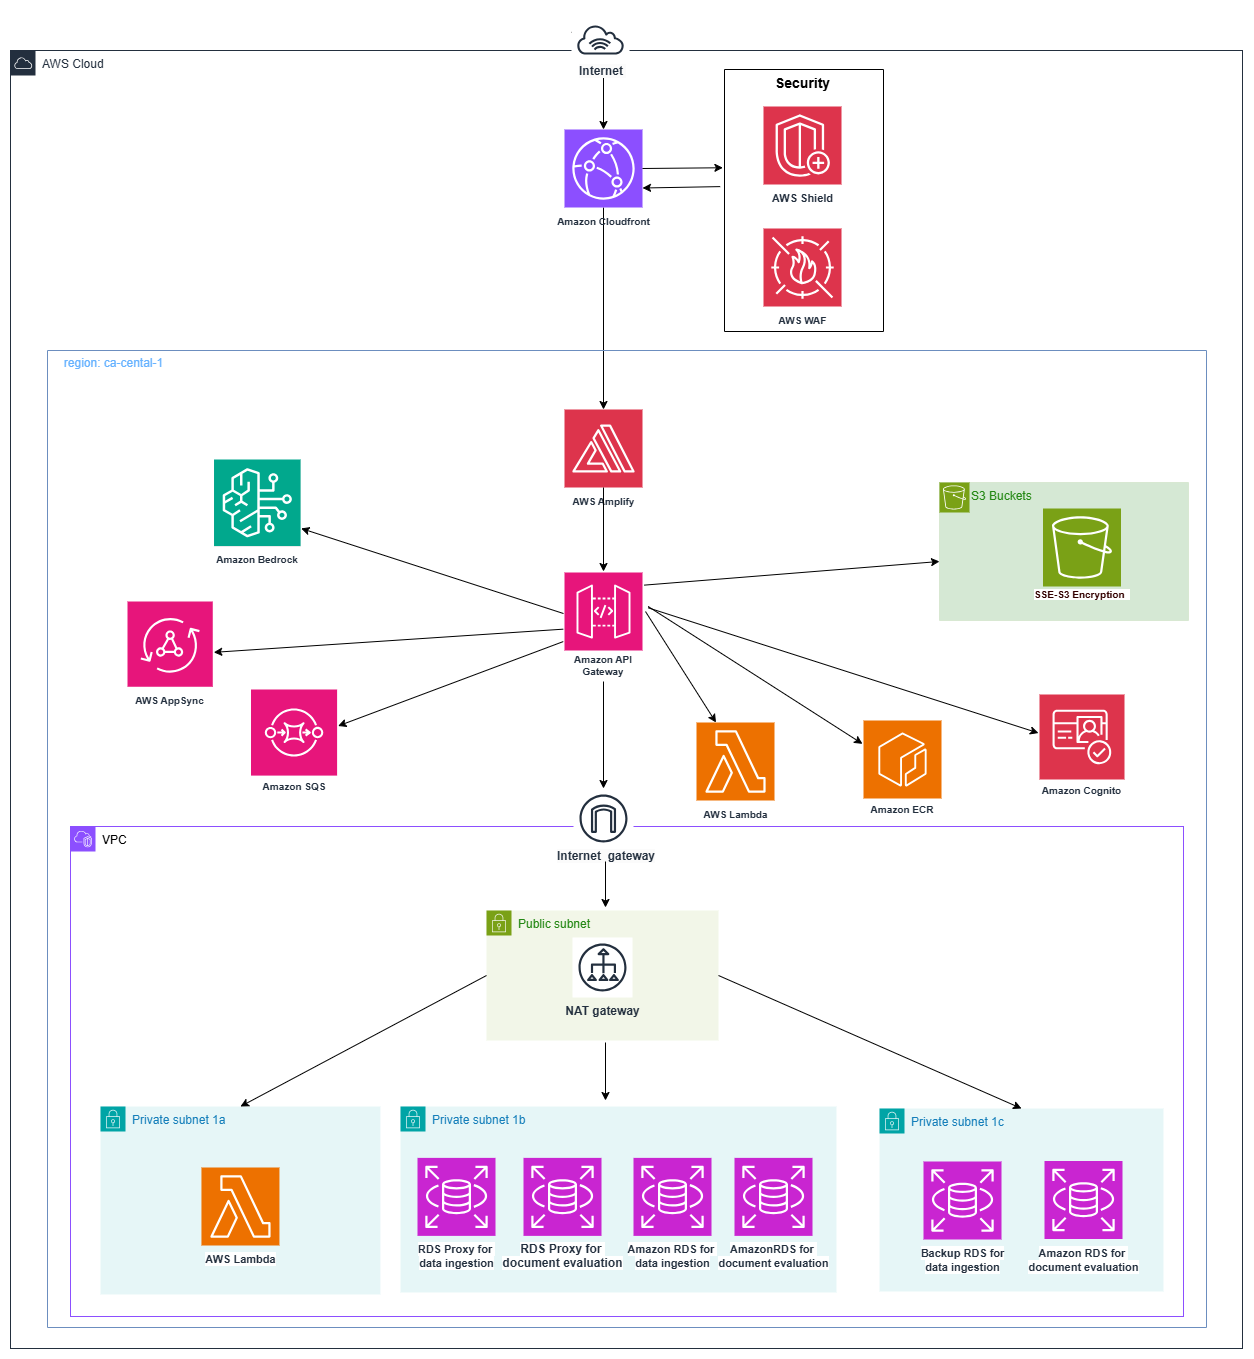 Internet
AWS Cloud
Security
AWS Shield
Amazon Cloudfront
AWS WAF
region: ca-cental-1
AWS Amplify
S3 Buckets
SSE-S3 Encryption
Amazon Bedrock
Amazon API
Gateway
AWS AppSync
Amazon SQS
AWS Lambda
Amazon ECR
Amazon Cognito
VPC
Internet gateway
Public subnet
NAT gateway
Private subnet 1a
AWS Lambda
Private subnet 1b
RDS Proxy for
data ingestion
RDS Proxy for
document evaluation
Amazon RDS for
data ingestion
AmazonRDS for
document evaluation
Private subnet 1c
Backup RDS for
data ingestion
Amazon RDS for
document evaluation